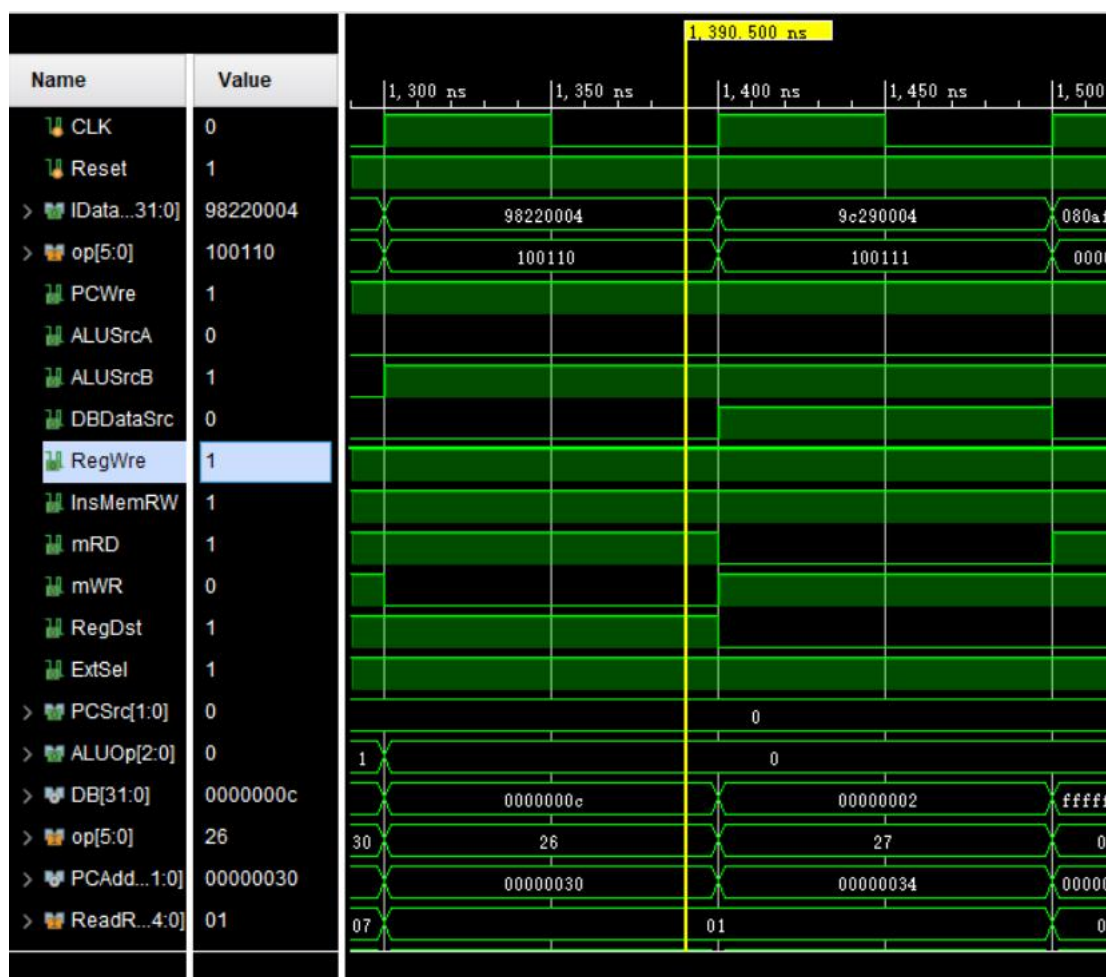 1,390.500 ns
Name Value
1,300 ns 1,350 ns 1,400 ns 1,450 ns 1,500
CLK 0
Reset 1
IData...31:0] 98220004 98220004 9c290004
op[5:0] 100110 100110 100111
PCWre 1
ALUSrcA 0
ALUSrcB 1
DBDataSrc 0
RegWre 1
InsMemRW 1
mRD 1
mWR 0
RegDst 1
ExtSel 1
PCSrc[1:0] 0 0
ALUOp[2:0] 0 1 0
DB[31:0] 0000000c 0000000c 00000002
op[5:0] 26 30 26 27 0
PCAdd...1:0] 00000030 00000030 00000034
ReadR...4:0] 01 07 01 0